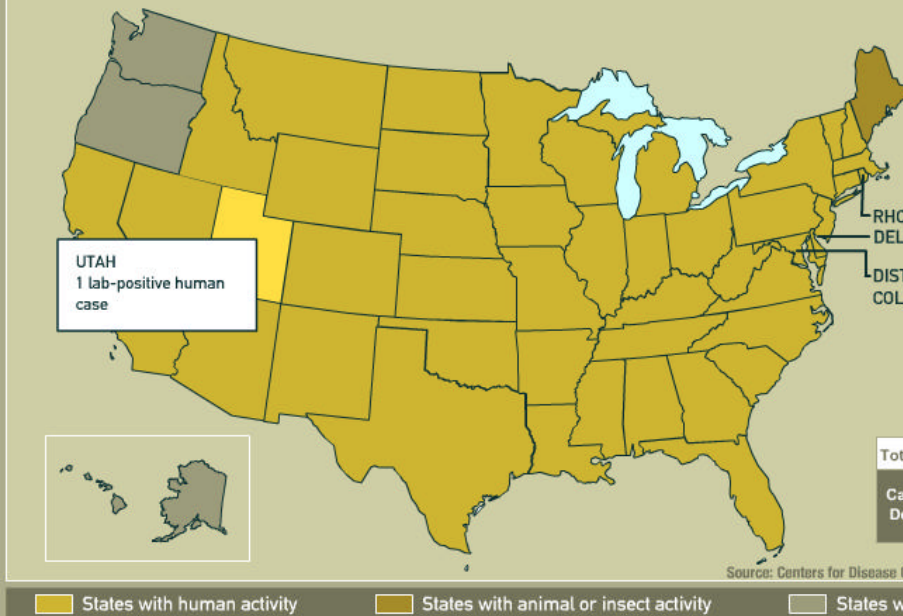 UTAH
1 lab-positive human
case
RHO
DEL
DIST
COL
Tot
Ca
De
Source: Centers for Disease
States with human activity
States with animal or insect activity
States w